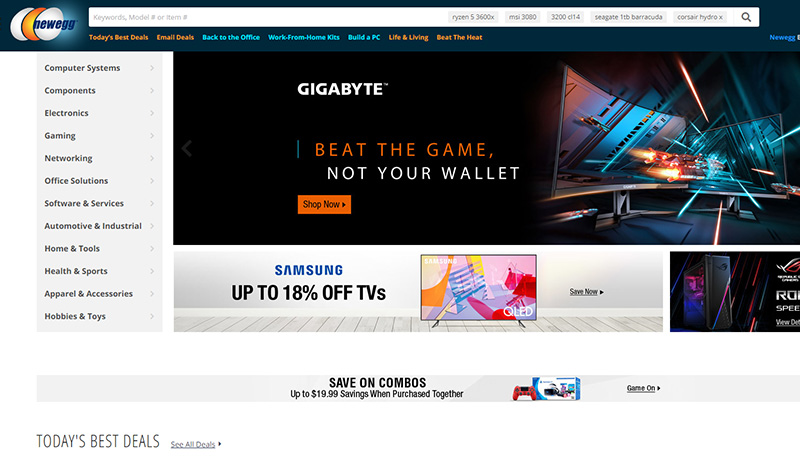 newegg
Keywords, Model # or Item #
ryzen 5 3600x
msi 3080
3200 cl14
seagate 1tb barracuda
corsair hydro x
Today's Best Deals
Email Deals
Back to the Office
Work-From-Home Kits
Build a PC
Life & Living
Beat The Heat
Newegg B
Computer Systems
Components
Electronics
Gaming
Networking
Office Solutions
Software & Services
Automotive & Industrial
Home & Tools
Health & Sports
Apparel & Accessories
Hobbies & Toys
GIGABYTE™
BEAT THE GAME,
NOT YOUR WALLET
Shop Now
SAMSUNG
UP TO 18% OFF TVs
SAMSUNG
QLED
Save Now
REPUBLIC
GAMERS
ROG
SPEE
View Det
SAVE ON COMBOS
Up to $19.99 Savings When Purchased Together
Game On
TODAY'S BEST DEALS
See All Deals